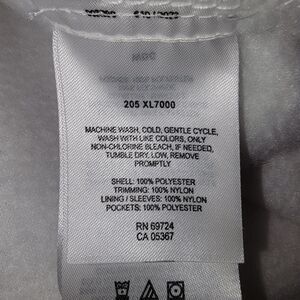 205 XL7000
MACHINE WASH, COLD, GENTLE CYCLE,
WASH WITH LIKE COLORS, ONLY
NON-CHLORINE BLEACH, IF NEEDED,
TUMBLE DRY, LOW, REMOVE
PROMPTLY
SHELL: 100% POLYESTER
TRIMMING: 100% NYLON
LINING / SLEEVES: 100% NYLON
POCKETS: 100% POLYESTER
RN 69724
CA 05367